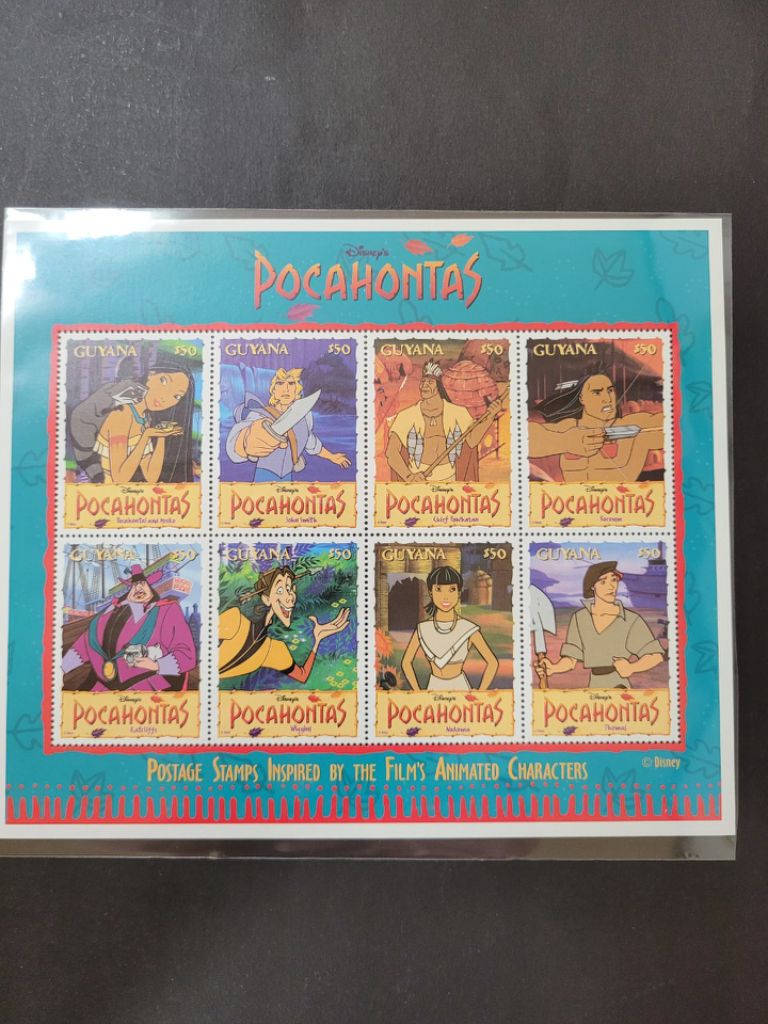 Disney's
POCAHONTAS
GUYANA $50
Disney's
POCAHONTAS
Pocahontas and Meeko
GUYANA $50
Disney's
POCAHONTAS
John Smith
GUYANA $50
Disney's
POCAHONTAS
Chief Powhatan
GUYANA $50
Disney's
POCAHONTAS
Kocoum
GUYANA $50
Disney's
POCAHONTAS
Ratcliffe
GUYANA $50
Disney's
POCAHONTAS
Wiggins
GUYANA $50
Disney's
POCAHONTAS
Nakoma
GUYANA $50
Disney's
POCAHONTAS
Thomas
POSTAGE STAMPS INSPIRED BY THE FILM'S ANIMATED CHARACTERS
© Disney